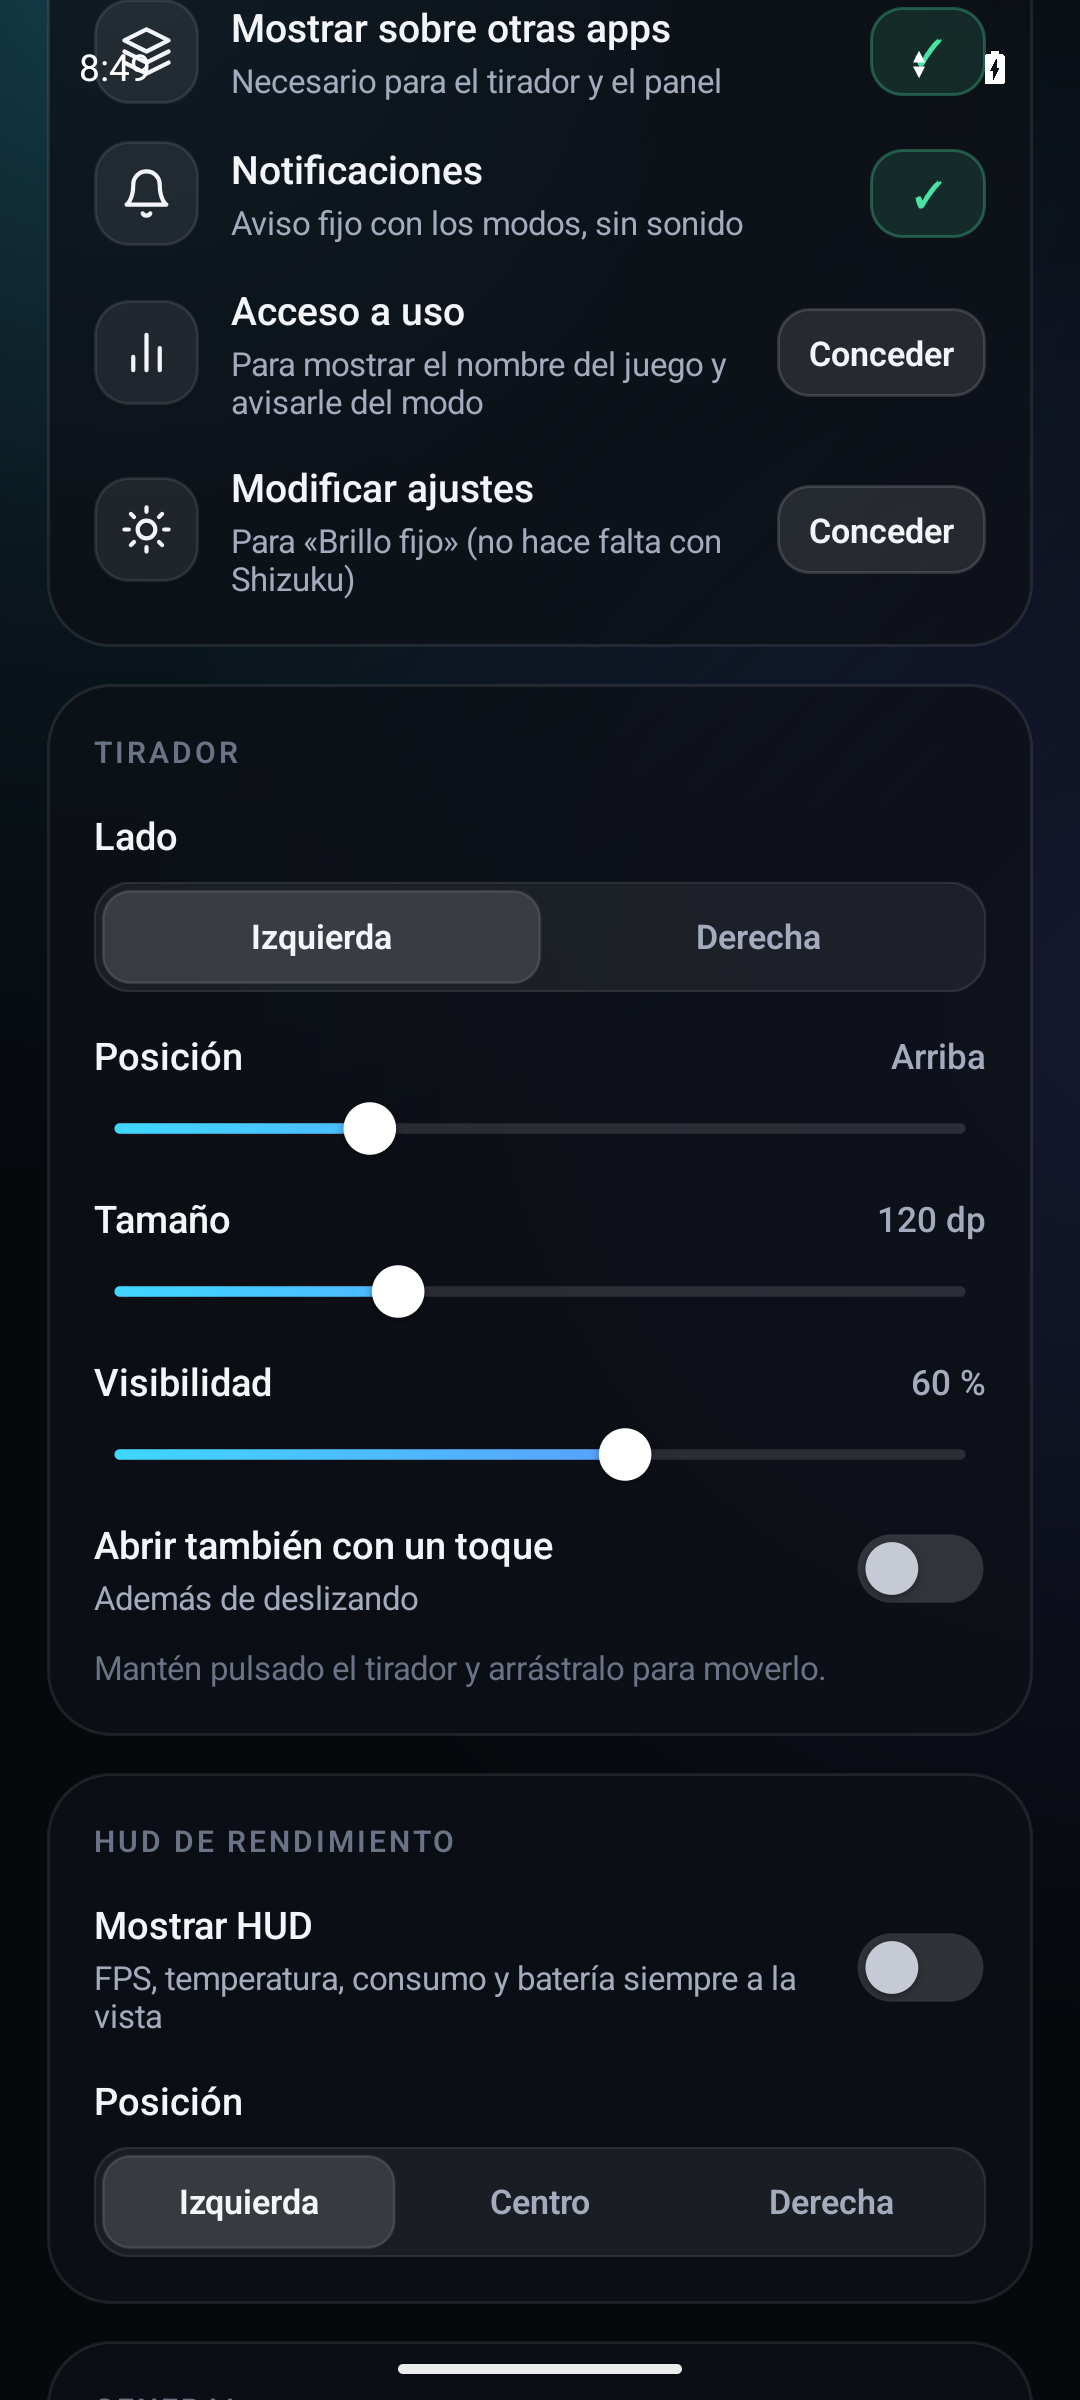 Mostrar sobre otras apps
8:49
Necesario para el tirador y el panel
Notificaciones
Aviso fijo con los modos, sin sonido
Acceso a uso
Para mostrar el nombre del juego y
avisarle del modo
Conceder
Modificar ajustes
Para «Brillo fijo» (no hace falta con
Shizuku)
Conceder
TIRADOR
Lado
Izquierda
Derecha
Posición
Arriba
Tamaño
120 dp
Visibilidad
60 %
Abrir también con un toque
Además de deslizando
Mantén pulsado el tirador y arrástralo para moverlo.
HUD DE RENDIMIENTO
Mostrar HUD
FPS, temperatura, consumo y batería siempre a la
vista
Posición
Izquierda
Centro
Derecha